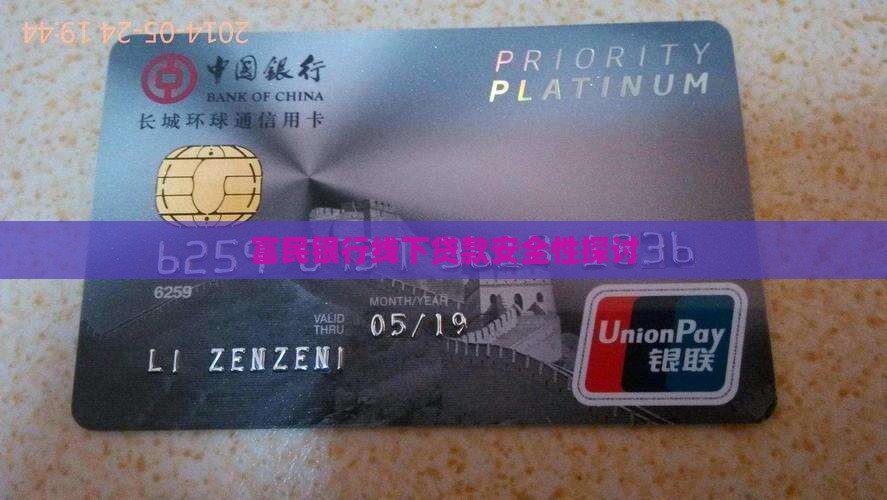 2014-05-24 19:44
中国銀行
BANK OF CHINA
长城环球通信用卡
PRIORITY
PLATINUM
富民银行线下贷款安全性探讨
6259
6259
MONTH/YEAR
VALID
THRU
05/19
LI ZENZENI
UnionPay
银联